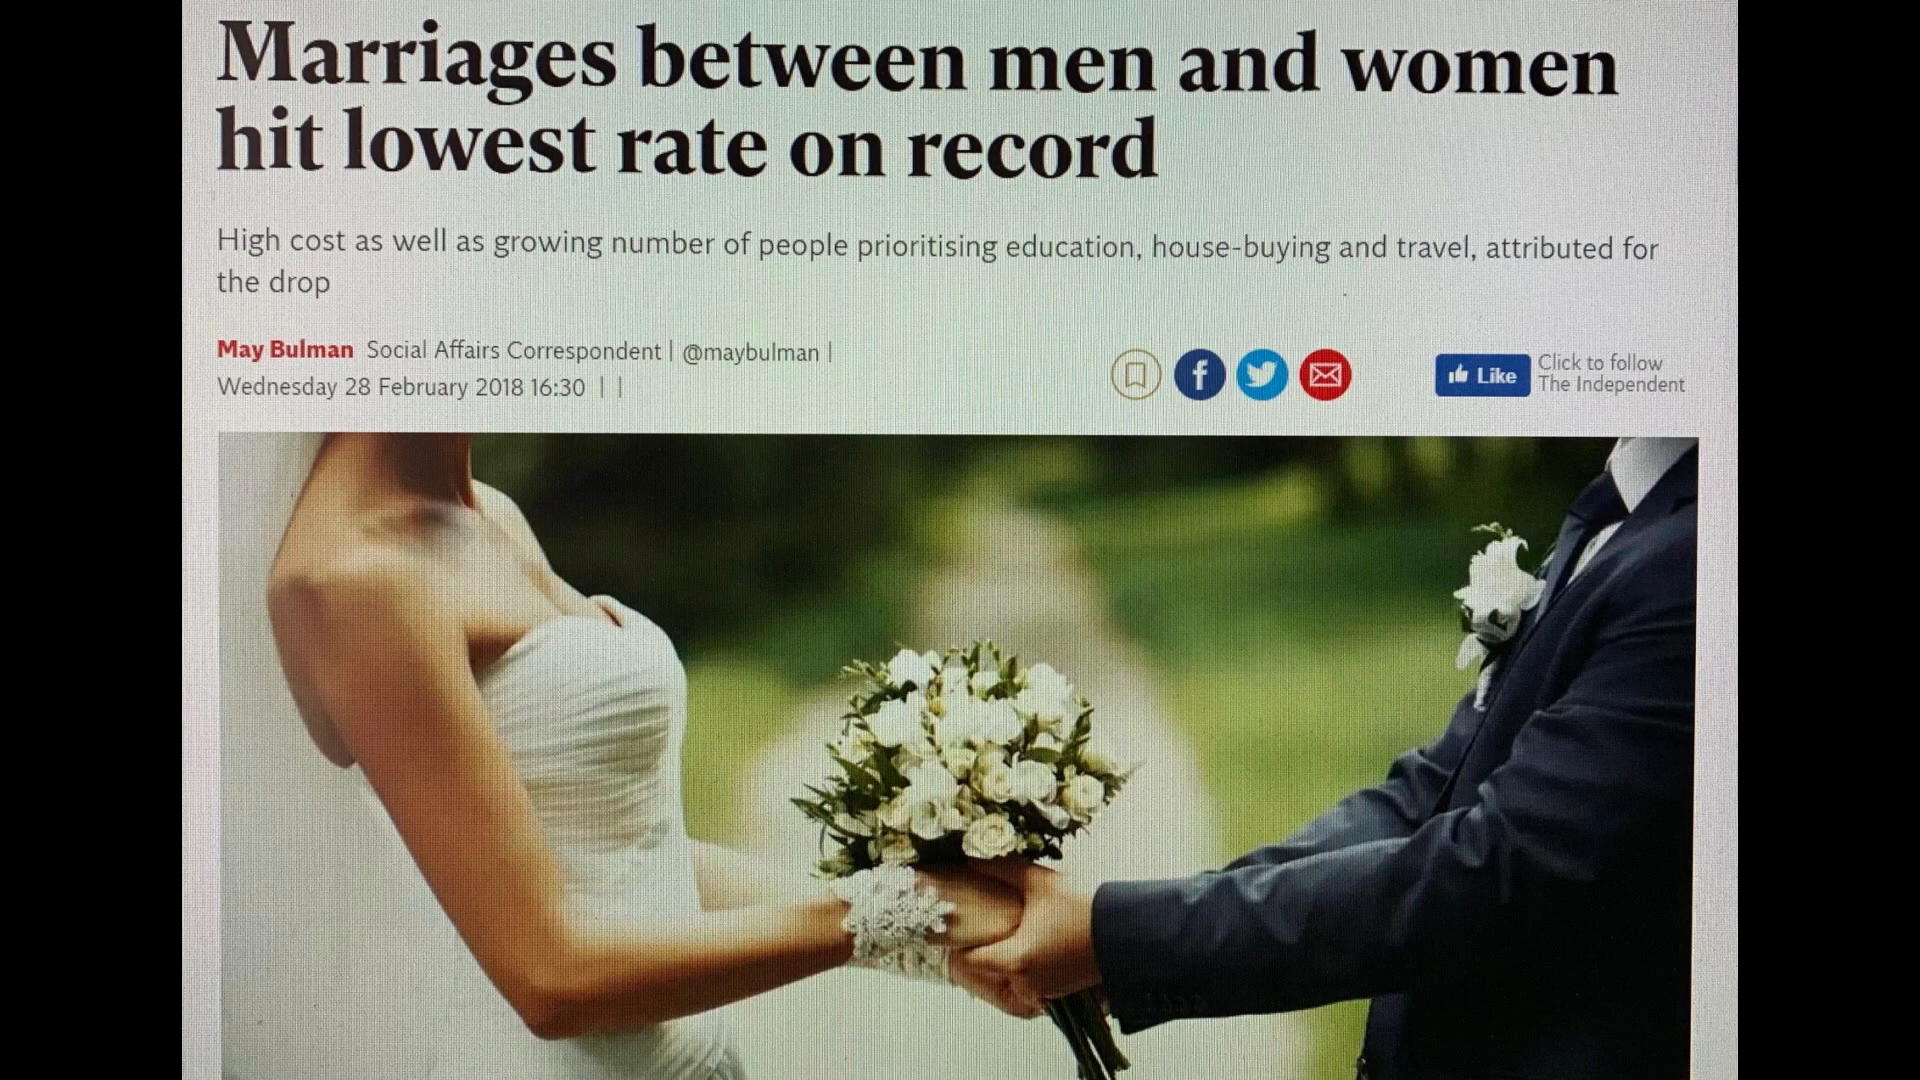 Marriages between men and women
hit lowest rate on record
High cost as well as growing number of people prioritising education, house-buying and travel, attributed for
the drop
May Bulman Social Affairs Correspondent | @maybulman |
Wednesday 28 February 2018 16:30 | |
f
Like
Click to follow
The Independent